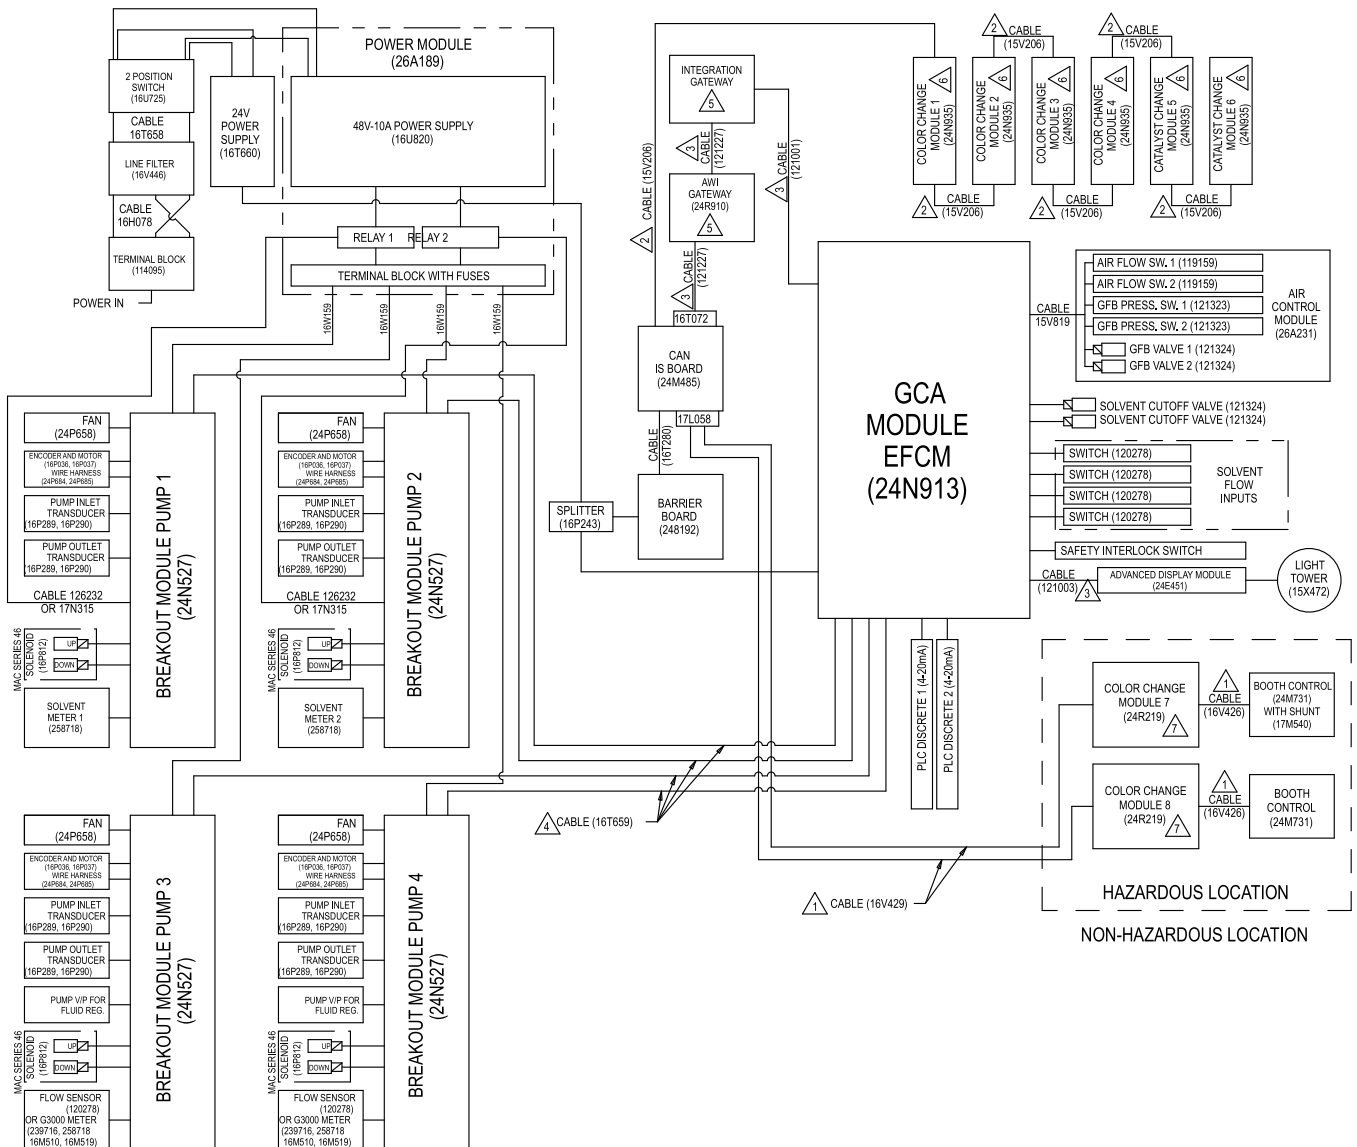 POWER MODULE
(26A189)
2 POSITION
SWITCH
(16U725)
CABLE
16T658
LINE FILTER
(16V446)
CABLE
16H078
TERMINAL BLOCK
(114095)
POWER IN
24V
POWER
SUPPLY
(16T660)
48V-10A POWER SUPPLY
(16U820)
RELAY 1
RELAY 2
TERMINAL BLOCK WITH FUSES
16W159
16W159
16W159
16W159
INTEGRATION
GATEWAY
5
3
CABLE
(121227)
AWI
GATEWAY
(24R910)
5
3
CABLE
(121227)
3
CABLE
(121001)
2
CABLE (15V206)
16T072
CAN
IS BOARD
(24M485)
17L058
CABLE
(16T280)
BARRIER
BOARD
(248192)
SPLITTER
(16P243)
2
CABLE
(15V206)
2
CABLE
(15V206)
COLOR CHANGE
MODULE 1
(24N935)
6
COLOR CHANGE
MODULE 2
(24N935)
6
COLOR CHANGE
MODULE 3
(24N935)
6
COLOR CHANGE
MODULE 4
(24N935)
6
CATALYST CHANGE
MODULE 5
(24N935)
6
CATALYST CHANGE
MODULE 6
(24N935)
6
2
CABLE
(15V206)
2
CABLE
(15V206)
2
CABLE
(15V206)
GCA
MODULE
EFCM
(24N913)
CABLE
15V819
AIR FLOW SW. 1 (119159)
AIR FLOW SW. 2 (119159)
GFB PRESS. SW. 1 (121323)
GFB PRESS. SW. 2 (121323)
GFB VALVE 1 (121324)
GFB VALVE 2 (121324)
AIR
CONTROL
MODULE
(26A231)
SOLVENT CUTOFF VALVE (121324)
SOLVENT CUTOFF VALVE (121324)
SWITCH (120278)
SWITCH (120278)
SWITCH (120278)
SWITCH (120278)
SOLVENT
FLOW
INPUTS
SAFETY INTERLOCK SWITCH
CABLE
(121003)
3
ADVANCED DISPLAY MODULE
(24E451)
LIGHT
TOWER
(15X472)
PLC DISCRETE 1 (4-20mA)
PLC DISCRETE 2 (4-20mA)
COLOR CHANGE
MODULE 7
(24R219)
7
1
CABLE
(16V426)
BOOTH CONTROL
(24M731)
WITH SHUNT
(17M540)
COLOR CHANGE
MODULE 8
(24R219)
7
1
CABLE
(16V426)
BOOTH
CONTROL
(24M731)
HAZARDOUS LOCATION
NON-HAZARDOUS LOCATION
4
CABLE (16T659)
1
CABLE (16V429)
FAN
(24P658)
ENCODER AND MOTOR
(16P036, 16P037)
WIRE HARNESS
(24P684, 24P685)
PUMP INLET
TRANSDUCER
(16P289, 16P290)
PUMP OUTLET
TRANSDUCER
(16P289, 16P290)
CABLE 126232
OR 17N315
MAC SERIES 46
SOLENOID
(16P812)
UP
DOWN
SOLVENT
METER 1
(258718)
BREAKOUT MODULE PUMP 1
(24N527)
FAN
(24P658)
ENCODER AND MOTOR
(16P036, 16P037)
WIRE HARNESS
(24P684, 24P685)
PUMP INLET
TRANSDUCER
(16P289, 16P290)
PUMP OUTLET
TRANSDUCER
(16P289, 16P290)
CABLE 126232
OR 17N315
MAC SERIES 46
SOLENOID
(16P812)
UP
DOWN
SOLVENT
METER 2
(258718)
BREAKOUT MODULE PUMP 2
(24N527)
FAN
(24P658)
ENCODER AND MOTOR
(16P036, 16P037)
WIRE HARNESS
(24P684, 24P685)
PUMP INLET
TRANSDUCER
(16P289, 16P290)
PUMP OUTLET
TRANSDUCER
(16P289, 16P290)
PUMP V/P FOR
FLUID REG.
MAC SERIES 46
SOLENOID
(16P812)
UP
DOWN
FLOW SENSOR
(120278)
OR G3000 METER
(239716, 258718
16M510, 16M519)
BREAKOUT MODULE PUMP 3
(24N527)
FAN
(24P658)
ENCODER AND MOTOR
(16P036, 16P037)
WIRE HARNESS
(24P684, 24P685)
PUMP INLET
TRANSDUCER
(16P289, 16P290)
PUMP OUTLET
TRANSDUCER
(16P289, 16P290)
PUMP V/P FOR
FLUID REG.
MAC SERIES 46
SOLENOID
(16P812)
UP
DOWN
FLOW SENSOR
(120278)
OR G3000 METER
(239716, 258718
16M510, 16M519)
BREAKOUT MODULE PUMP 4
(24N527)